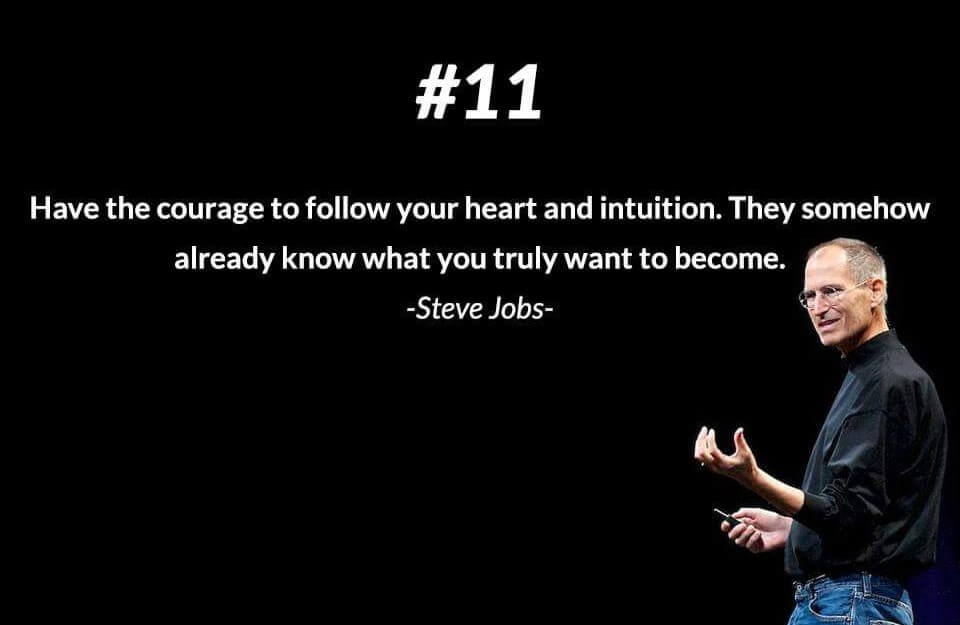 #11
Have the courage to follow your heart and intuition. They somehow
already know what you truly want to become.
-Steve Jobs-